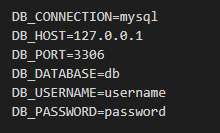 DB_CONNECTION=mysql
DB_HOST=127.0.0.1
DB_PORT=3306
DB_DATABASE=db
DB_USERNAME=username
DB_PASSWORD=password